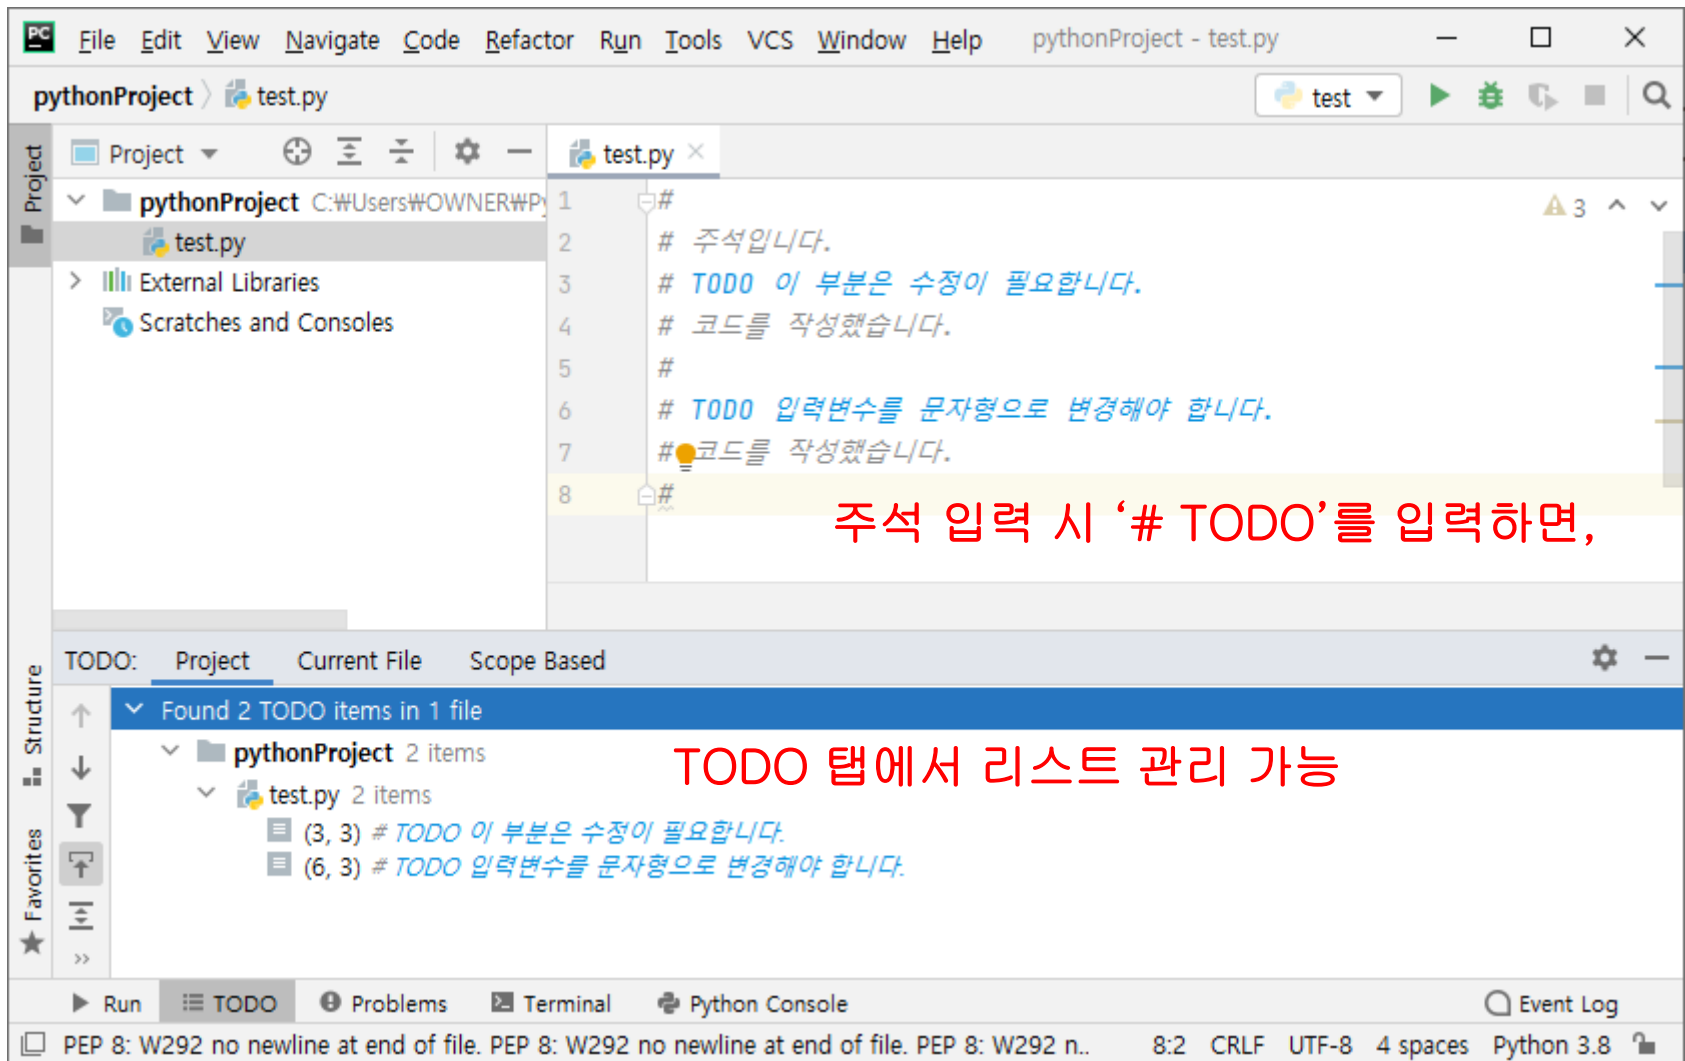 PC File Edit View Navigate Code Refactor Run Tools VCS Window Help pythonProject - test.py
pythonProject test.py test
Project
Project
test.py
pythonProject C:₩Users₩OWNER₩Py
test.py
External Libraries
Scratches and Consoles
1 #
2 # 주석입니다.
3 # TODO 이 부분은 수정이 필요합니다.
4 # 코드를 작성했습니다.
5 #
6 # TODO 입력변수를 문자형으로 변경해야 합니다.
7 # 코드를 작성했습니다.
8 #
3
주석 입력 시 ‘# TODO’를 입력하면,
TODO: Project Current File Scope Based
Structure
Favorites
Found 2 TODO items in 1 file
pythonProject 2 items
test.py 2 items
(3, 3) # TODO 이 부분은 수정이 필요합니다.
(6, 3) # TODO 입력변수를 문자형으로 변경해야 합니다.
TODO 탭에서 리스트 관리 가능
Run TODO Problems Terminal Python Console Event Log
PEP 8: W292 no newline at end of file. PEP 8: W292 no newline at end of file. PEP 8: W292 n.. 8:2 CRLF UTF-8 4 spaces Python 3.8